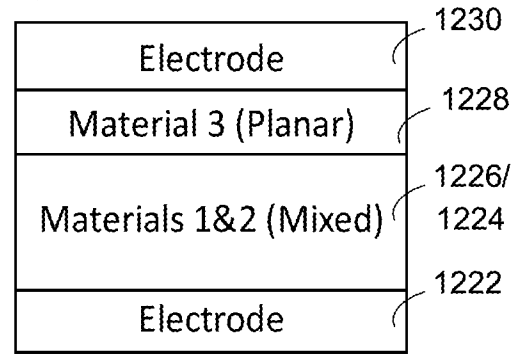 1230
Electrode
1228
Material 3 (Planar)
1226/
Materials 1&2 (Mixed)
1224
1222
Electrode